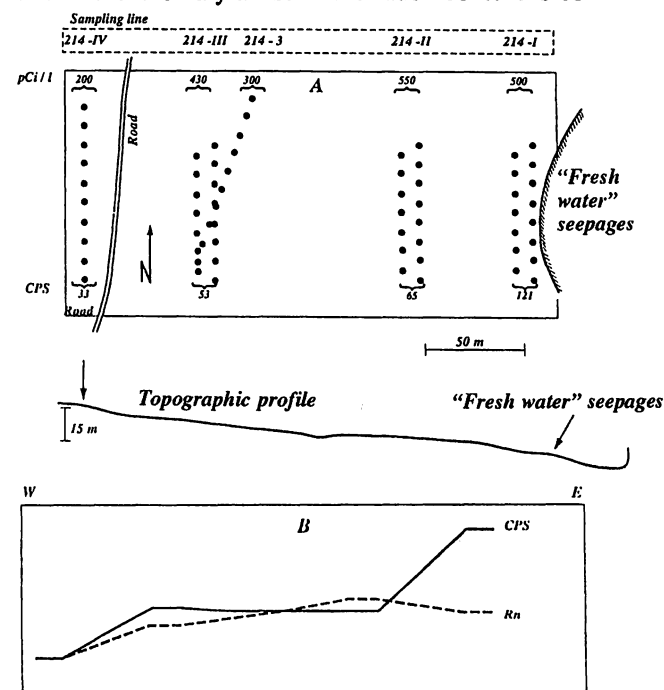 Sampling line
214 -IV 214 -III 214 - 3 214 -II 214 -I
pCi / l 200 430 300 A 550 500
Road
"Fresh
water"
seepages
N
CPS 33 53 65 121
Road
50 m
Topographic profile "Fresh water" seepages
15 m
W E
B CPS
Rn